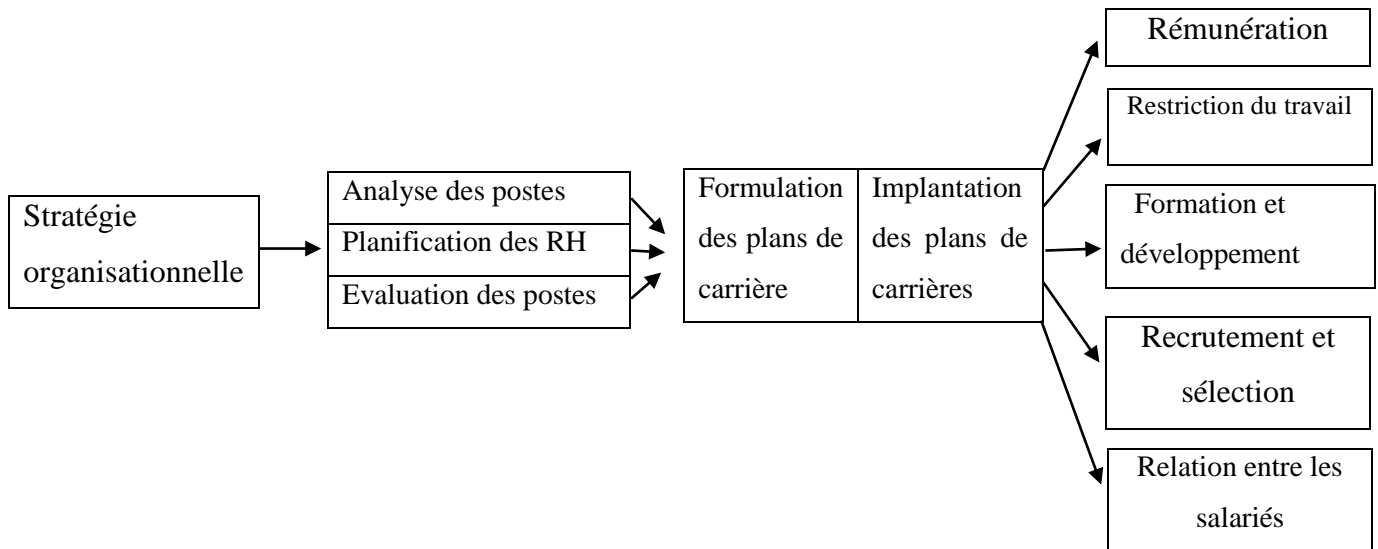 Stratégie
organisationnelle
Analyse des postes
Planification des RH
Evaluation des postes
Formulation
des plans de
carrière
Implantation
des plans de
carrières
Rémunération
Restriction du travail
Formation et
développement
Recrutement et
sélection
Relation entre les
salariés